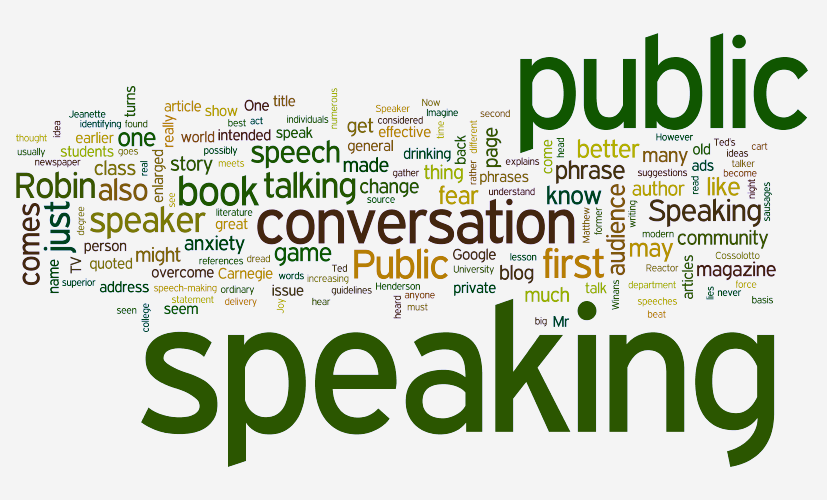 public
turns
numerous
Jeanette
article
show
One
title
Speaker
Now
Imagine
second
idea
identifying
found
best
act
individuals
considered
thought
earlier
one
really
world
intended
speak
get
effective
time
different
However
Ted's
cart
usually
students
goes
possibly
general
back
page
come
head
better
many
old
ideas
newspaper
class
real
enlarged
story
meets
speech
made
drinking
explains
phrase
ads
talker
Robin
also
see
book
talking
change
gather
thing
rather
phrases
suggestions
read
become
night
sausages
comes
just
degree
speaker
literature
great
source
fear
understand
know
Matthew
former
audience
writing
author
like
conversation
Speaking
TV
person
might
anxiety
game
modern
community
name
quoted
references
dread
Public
Google
lesson
first
may
Cossolotto
superior
overcome
Carnegie
words
Ted
increasing
University
blog
Reactor
articles
magazine
address
speech-making
ordinary
issue
guidelines
Henderson
private
much
talk
Winans
department
lies
never
force
seen
college
statement
seem
delivery
Joy
hear
heard
anyone
must
speeches
beat
basis
big
Mr
speaking